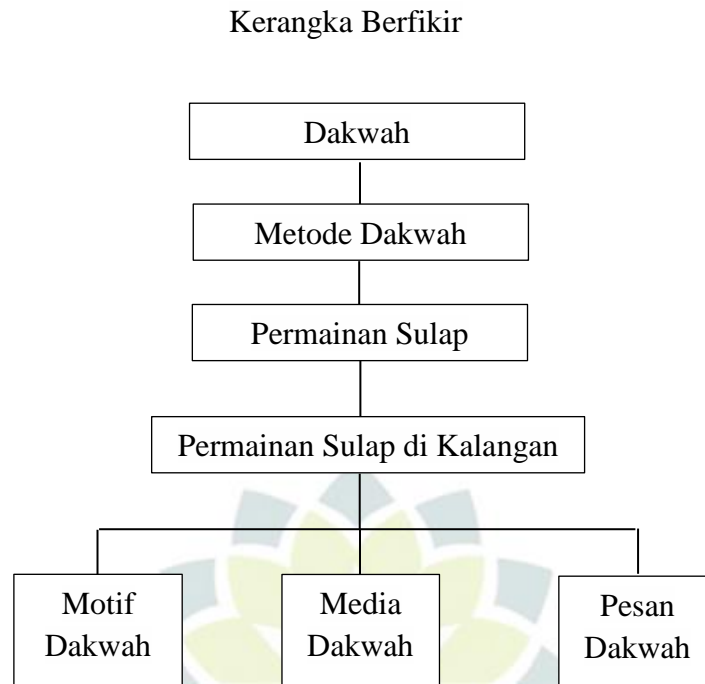 Kerangka Berfikir
Dakwah
Metode Dakwah
Permainan Sulap
Permainan Sulap di Kalangan
Motif
Dakwah
Media
Dakwah
Pesan
Dakwah